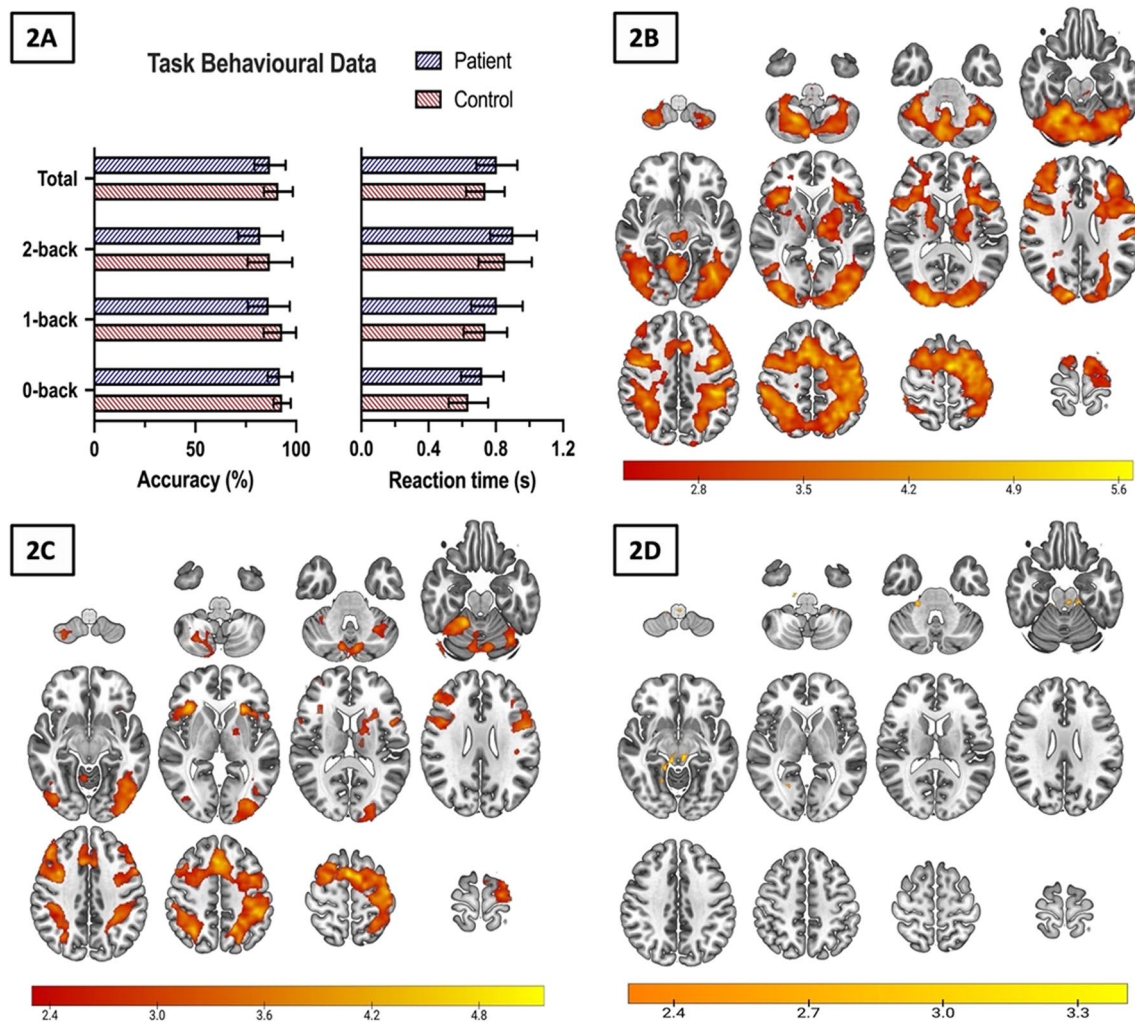 2A
Task Behavioural Data
Patient
Control
Total
2-back
1-back
0-back
0 50 100
Accuracy (%)
0.0 0.4 0.8 1.2
Reaction time (s)
2B
2.8 3.5 4.2 4.9 5.6
2C
2.4 3.0 3.6 4.2 4.8
2D
2.4 2.7 3.0 3.3